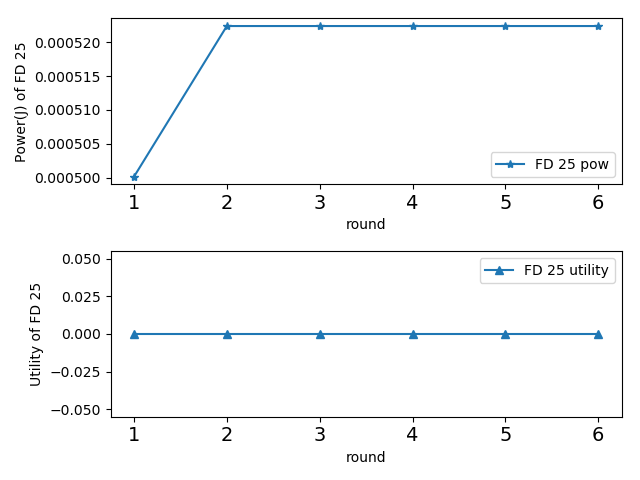 Power(J) of FD 25
0.000520
0.000515
0.000510
0.000505
0.000500
FD 25 pow
1 2 3 4 5 6
round
Utility of FD 25
0.050
0.025
0.000
−0.025
−0.050
FD 25 utility
1 2 3 4 5 6
round